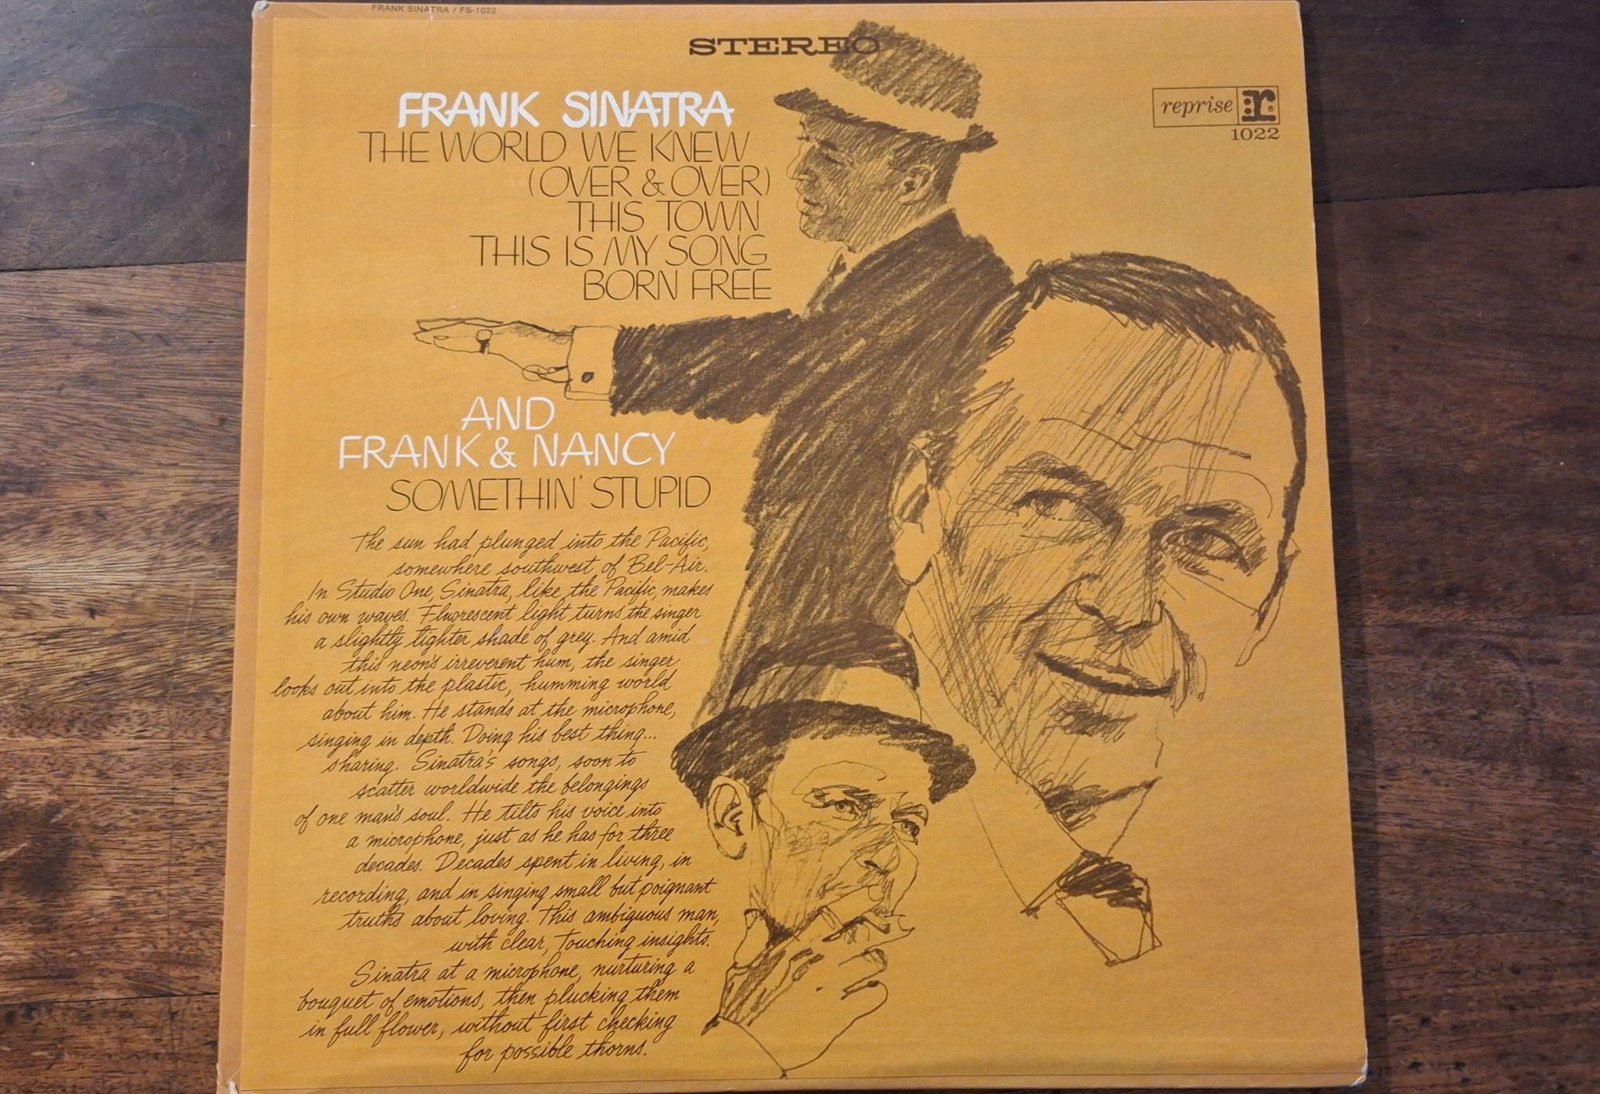 FRANK SINATRA / FS-1022
STEREO
reprise r
1022
FRANK SINATRA
THE WORLD WE KNEW
(OVER & OVER)
THIS TOWN
THIS IS MY SONG
BORN FREE
AND
FRANK & NANCY
SOMETHIN' STUPID
The sun had plunged into the Pacific,
somewhere southwest of Bel-Air.
In Studio One, Sinatra, like the Pacific, makes
his own waves. Fluorescent light turns the singer
a slightly lighter shade of grey. And amid
this neon's irreverent hum, the singer
looks out into the plastic, humming world
about him. He stands at the microphone,
singing in depth. Doing his best thing...
sharing. Sinatra's songs, soon to
scatter worldwide the belongings
of one man's soul. He tilts his voice into
a microphone, just as he has for three
decades. Decades spent in living, in
recording, and in singing small but poignant
truths about loving. This ambiguous man,
with clear, touching insights.
Sinatra at a microphone, nurturing a
bouquet of emotions, then plucking them
in full flower, without first checking
for possible thorns.